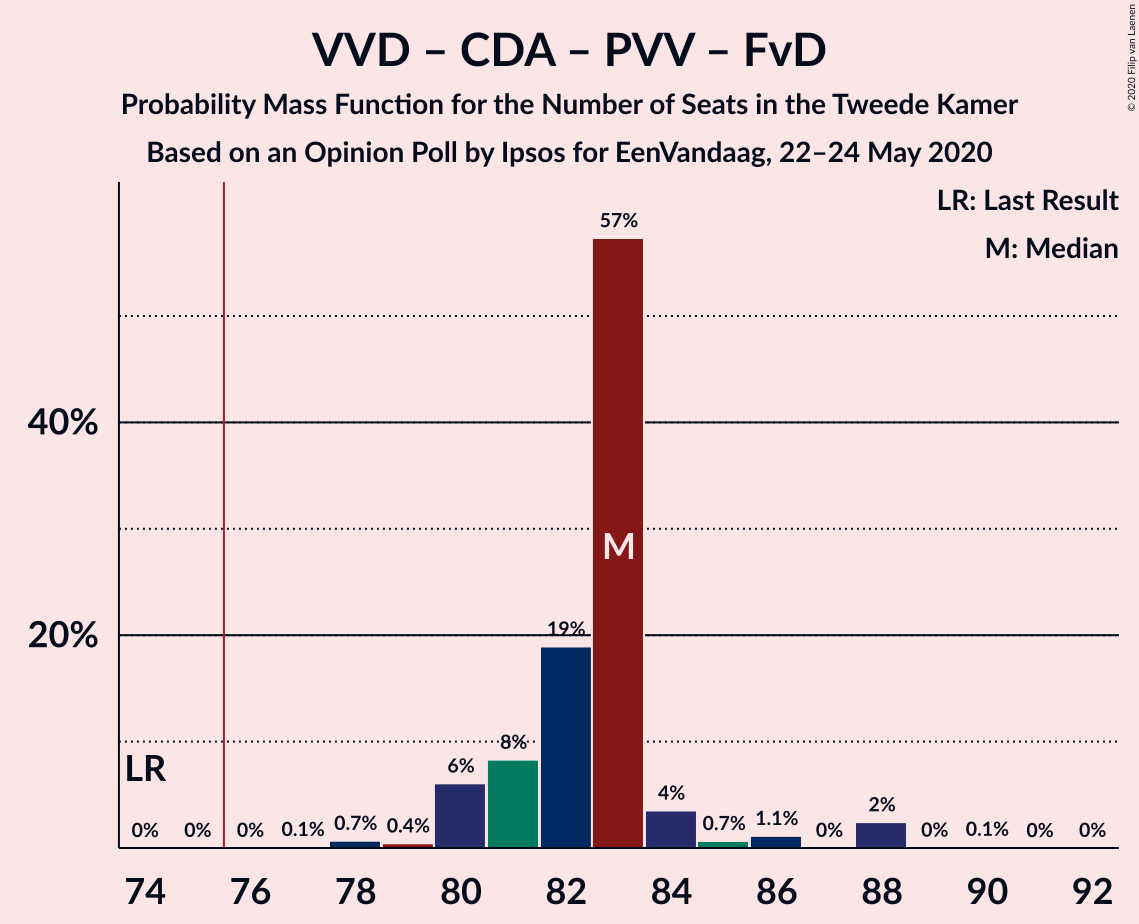 VVD – CDA – PVV – FvD
Probability Mass Function for the Number of Seats in the Tweede Kamer
Based on an Opinion Poll by Ipsos for EenVandaag, 22–24 May 2020
© 2020 Filip van Laenen
LR: Last Result
M: Median
57%
40%
M
20%
19%
8%
LR
6%
4%
2%
0% 0% 0% 0.1% 0.7% 0.4% 0.7% 1.1% 0% 0% 0.1% 0% 0%
74 76 78 80 82 84 86 88 90 92